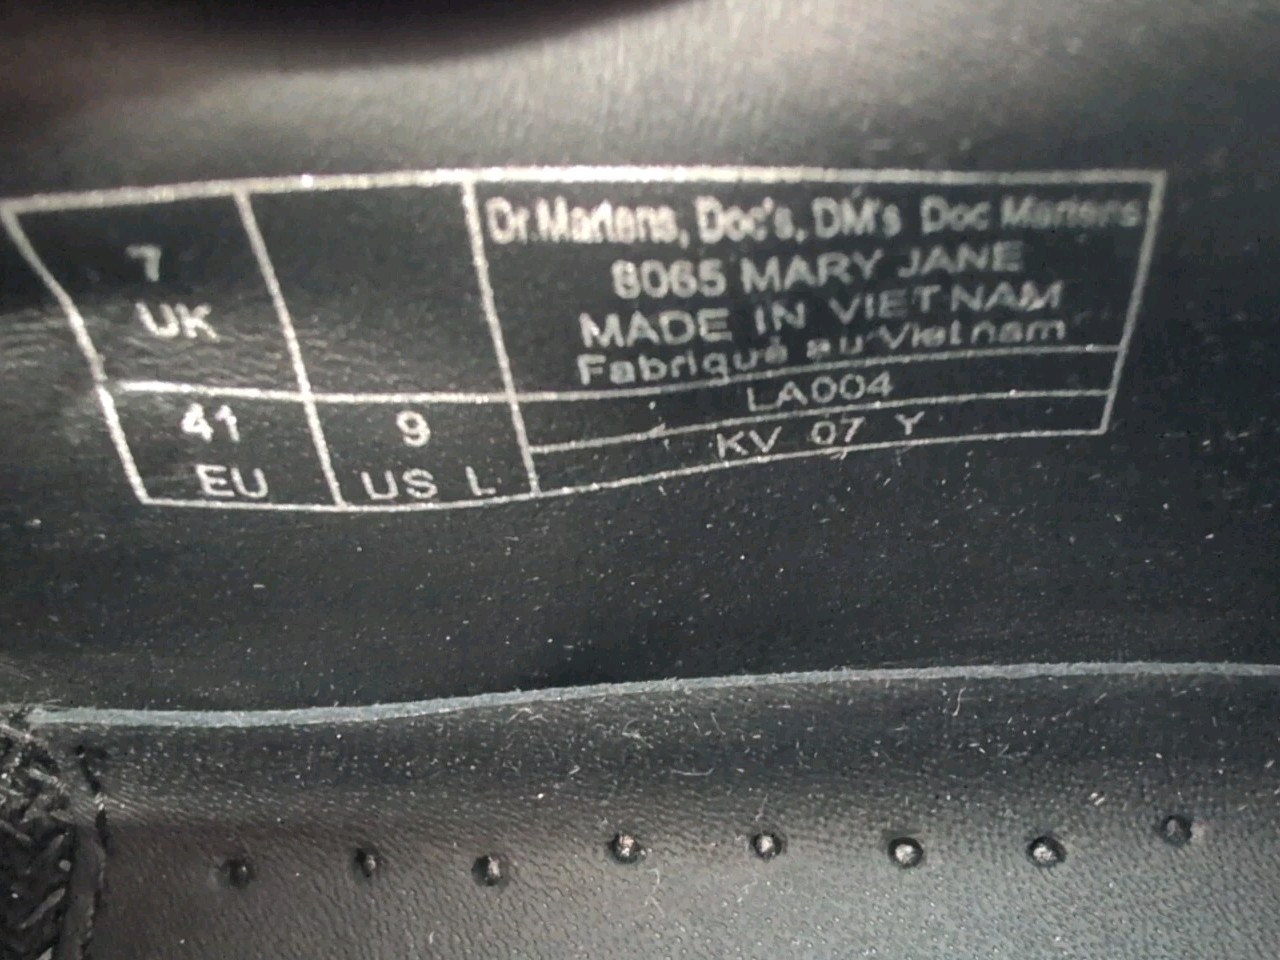 7
UK
41
EU
9
US L
Dr.Martens, Doc's, DM's Doc Martens
8065 MARY JANE
MADE IN VIETNAM
Fabriqué au Vietnam
LA004
KV 07 Y